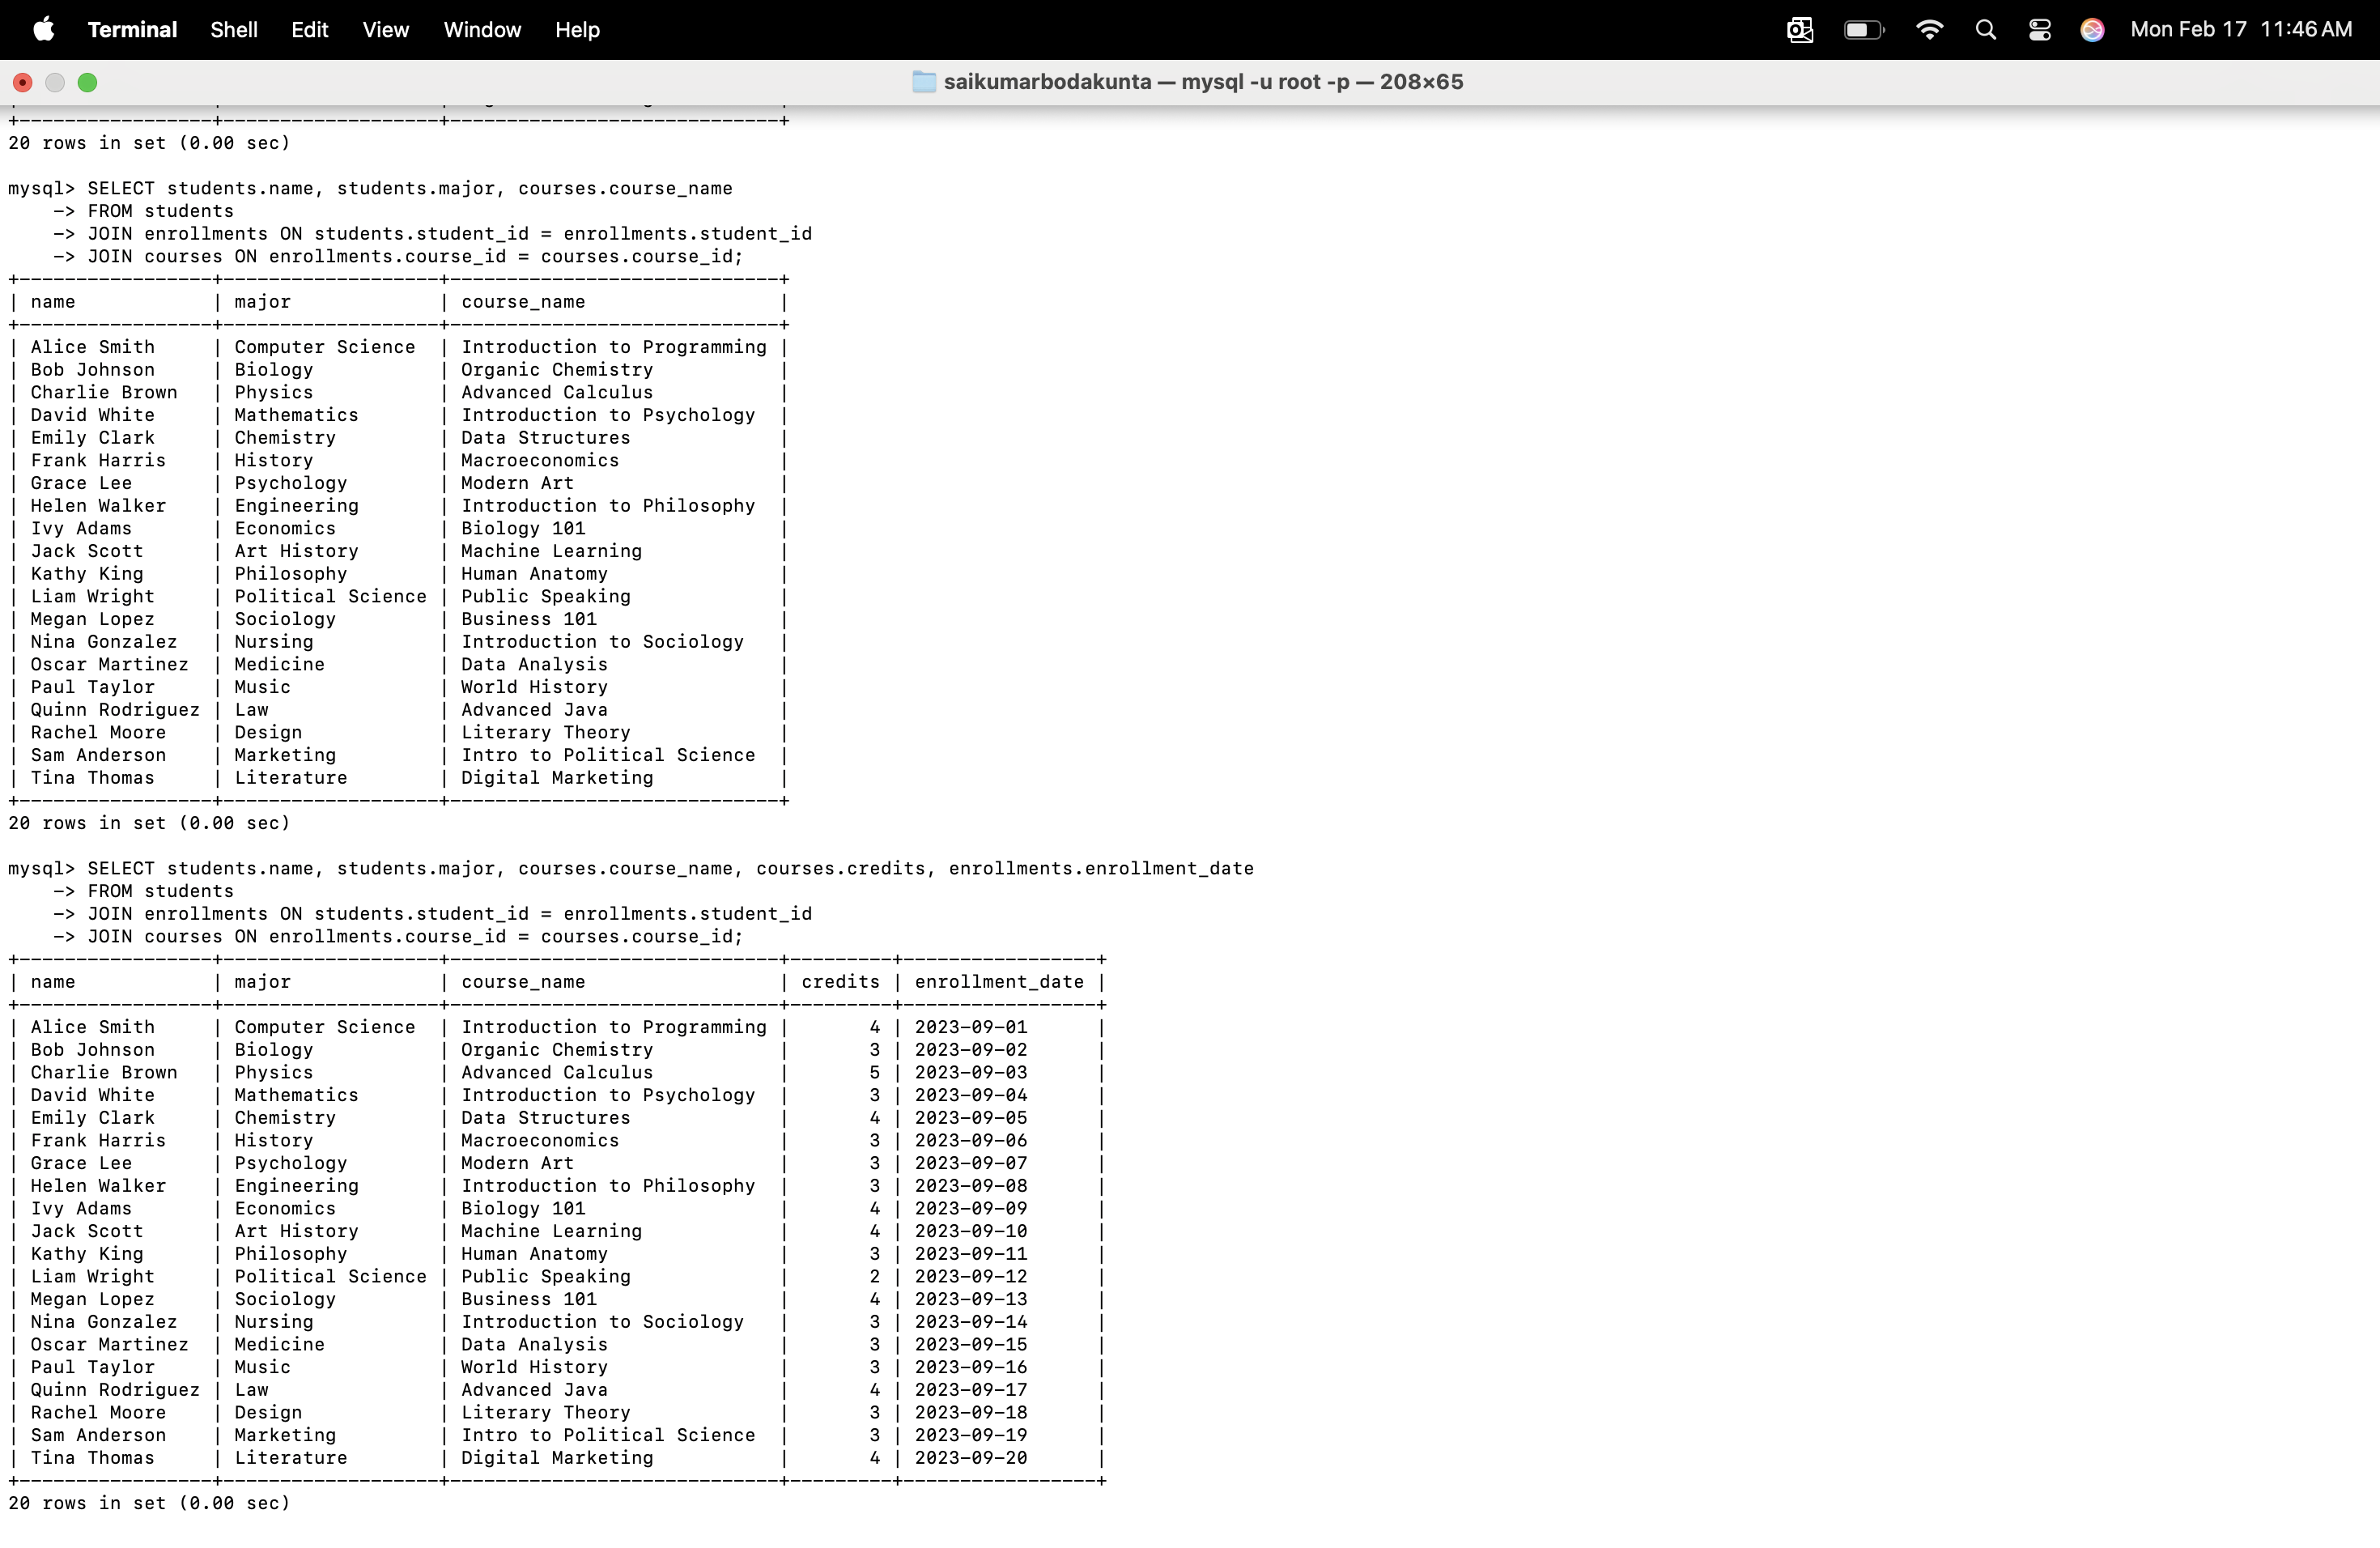 Terminal Shell Edit View Window Help Mon Feb 17 11:46 AM
saikumarbodakunta — mysql -u root -p — 208×65
+-----------------+-------------------+-----------------------------+
20 rows in set (0.00 sec)
mysql> SELECT students.name, students.major, courses.course_name
    -> FROM students
    -> JOIN enrollments ON students.student_id = enrollments.student_id
    -> JOIN courses ON enrollments.course_id = courses.course_id;
+-----------------+-------------------+-----------------------------+
| name            | major             | course_name                 |
+-----------------+-------------------+-----------------------------+
| Alice Smith     | Computer Science  | Introduction to Programming |
| Bob Johnson     | Biology           | Organic Chemistry           |
| Charlie Brown   | Physics           | Advanced Calculus           |
| David White     | Mathematics       | Introduction to Psychology  |
| Emily Clark     | Chemistry         | Data Structures             |
| Frank Harris    | History           | Macroeconomics              |
| Grace Lee       | Psychology        | Modern Art                  |
| Helen Walker    | Engineering       | Introduction to Philosophy  |
| Ivy Adams       | Economics         | Biology 101                 |
| Jack Scott      | Art History       | Machine Learning            |
| Kathy King      | Philosophy        | Human Anatomy               |
| Liam Wright     | Political Science | Public Speaking             |
| Megan Lopez     | Sociology         | Business 101                |
| Nina Gonzalez   | Nursing           | Introduction to Sociology   |
| Oscar Martinez  | Medicine          | Data Analysis               |
| Paul Taylor     | Music             | World History               |
| Quinn Rodriguez | Law               | Advanced Java               |
| Rachel Moore    | Design            | Literary Theory             |
| Sam Anderson    | Marketing         | Intro to Political Science  |
| Tina Thomas     | Literature        | Digital Marketing           |
+-----------------+-------------------+-----------------------------+
20 rows in set (0.00 sec)
mysql> SELECT students.name, students.major, courses.course_name, courses.credits, enrollments.enrollment_date
    -> FROM students
    -> JOIN enrollments ON students.student_id = enrollments.student_id
    -> JOIN courses ON enrollments.course_id = courses.course_id;
+-----------------+-------------------+-----------------------------+---------+-----------------+
| name            | major             | course_name                 | credits | enrollment_date |
+-----------------+-------------------+-----------------------------+---------+-----------------+
| Alice Smith     | Computer Science  | Introduction to Programming |       4 | 2023-09-01      |
| Bob Johnson     | Biology           | Organic Chemistry           |       3 | 2023-09-02      |
| Charlie Brown   | Physics           | Advanced Calculus           |       5 | 2023-09-03      |
| David White     | Mathematics       | Introduction to Psychology  |       3 | 2023-09-04      |
| Emily Clark     | Chemistry         | Data Structures             |       4 | 2023-09-05      |
| Frank Harris    | History           | Macroeconomics              |       3 | 2023-09-06      |
| Grace Lee       | Psychology        | Modern Art                  |       3 | 2023-09-07      |
| Helen Walker    | Engineering       | Introduction to Philosophy  |       3 | 2023-09-08      |
| Ivy Adams       | Economics         | Biology 101                 |       4 | 2023-09-09      |
| Jack Scott      | Art History       | Machine Learning            |       4 | 2023-09-10      |
| Kathy King      | Philosophy        | Human Anatomy               |       3 | 2023-09-11      |
| Liam Wright     | Political Science | Public Speaking             |       2 | 2023-09-12      |
| Megan Lopez     | Sociology         | Business 101                |       4 | 2023-09-13      |
| Nina Gonzalez   | Nursing           | Introduction to Sociology   |       3 | 2023-09-14      |
| Oscar Martinez  | Medicine          | Data Analysis               |       3 | 2023-09-15      |
| Paul Taylor     | Music             | World History               |       3 | 2023-09-16      |
| Quinn Rodriguez | Law               | Advanced Java               |       4 | 2023-09-17      |
| Rachel Moore    | Design            | Literary Theory             |       3 | 2023-09-18      |
| Sam Anderson    | Marketing         | Intro to Political Science  |       3 | 2023-09-19      |
| Tina Thomas     | Literature        | Digital Marketing           |       4 | 2023-09-20      |
+-----------------+-------------------+-----------------------------+---------+-----------------+
20 rows in set (0.00 sec)